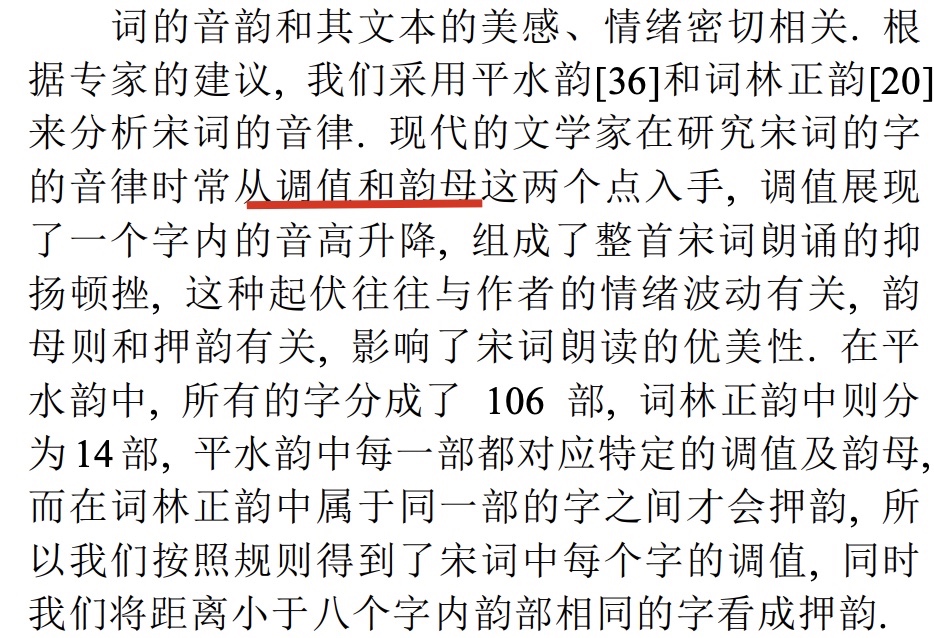 词的音韵和其文本的美感、情绪密切相关. 根
据专家的建议, 我们采用平水韵[36]和词林正韵[20]
来分析宋词的音律. 现代的文学家在研究宋词的字
的音律时常从调值和韵母这两个点入手, 调值展现
了一个字内的音高升降, 组成了整首宋词朗诵的抑
扬顿挫, 这种起伏往往与作者的情绪波动有关, 韵
母则和押韵有关, 影响了宋词朗读的优美性. 在平
水韵中, 所有的字分成了 106 部, 词林正韵中则分
为14部, 平水韵中每一部都对应特定的调值及韵母,
而在词林正韵中属于同一部的字之间才会押韵, 所
以我们按照规则得到了宋词中每个字的调值, 同时
我们将距离小于八个字内韵部相同的字看成押韵.